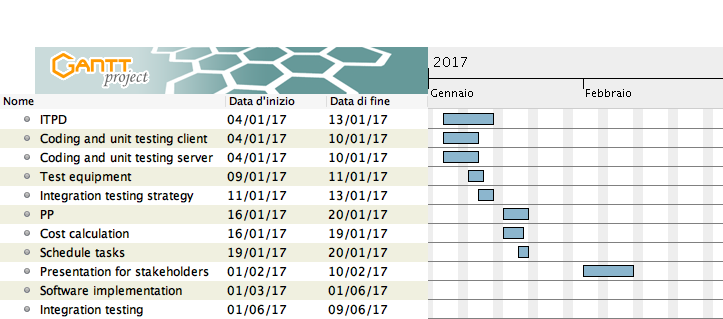 GANTT project
2017
Gennaio Febbraio
Nome Data d'inizio Data di fine
ITPD 04/01/17 13/01/17
Coding and unit testing client 04/01/17 10/01/17
Coding and unit testing server 04/01/17 10/01/17
Test equipment 09/01/17 11/01/17
Integration testing strategy 11/01/17 13/01/17
PP 16/01/17 20/01/17
Cost calculation 16/01/17 19/01/17
Schedule tasks 19/01/17 20/01/17
Presentation for stakeholders 01/02/17 10/02/17
Software implementation 01/03/17 01/06/17
Integration testing 01/06/17 09/06/17